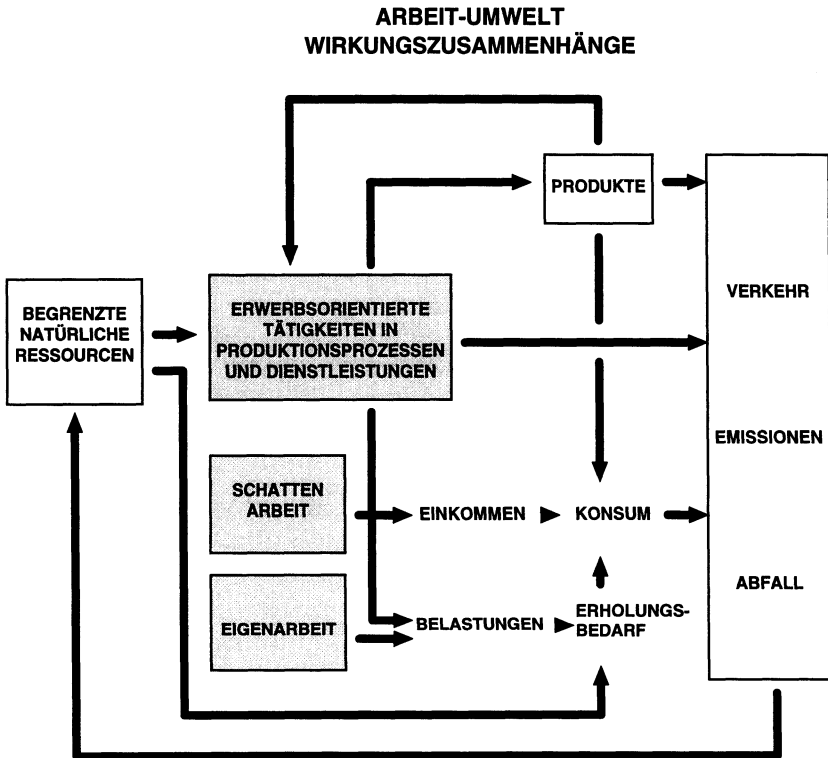 ARBEIT-UMWELT
WIRKUNGSZUSAMMENHÄNGE
PRODUKTE
BEGRENZTE
NATÜRLICHE
RESSOURCEN
ERWERBSORIENTIERTE
TÄTIGKEITEN IN
PRODUKTIONSPROZESSEN
UND DIENSTLEISTUNGEN
VERKEHR
EMISSIONEN
ABFALL
SCHATTEN
ARBEIT
EINKOMMEN
KONSUM
EIGENARBEIT
BELASTUNGEN
ERHOLUNGS-
BEDARF